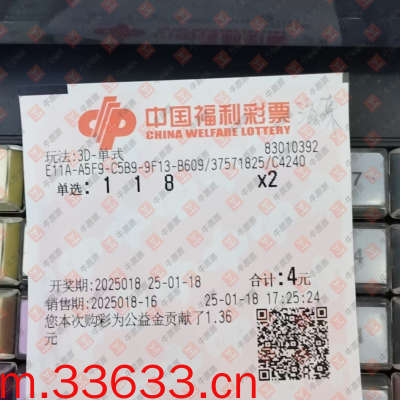 中国福利彩票
CHINA WELFARE LOTTERY
玩法:3D-单式 83010392
E11A-A5F9-C5B9-9F13-B609/37571825/C4240
单选: 1 1 8 x2
开奖期:2025018 25-01-18 合计:4元
销售期:2025018-16 25-01-18 17:25:24
您本次购彩为公益金贡献了1.36
元
m.33633.cn